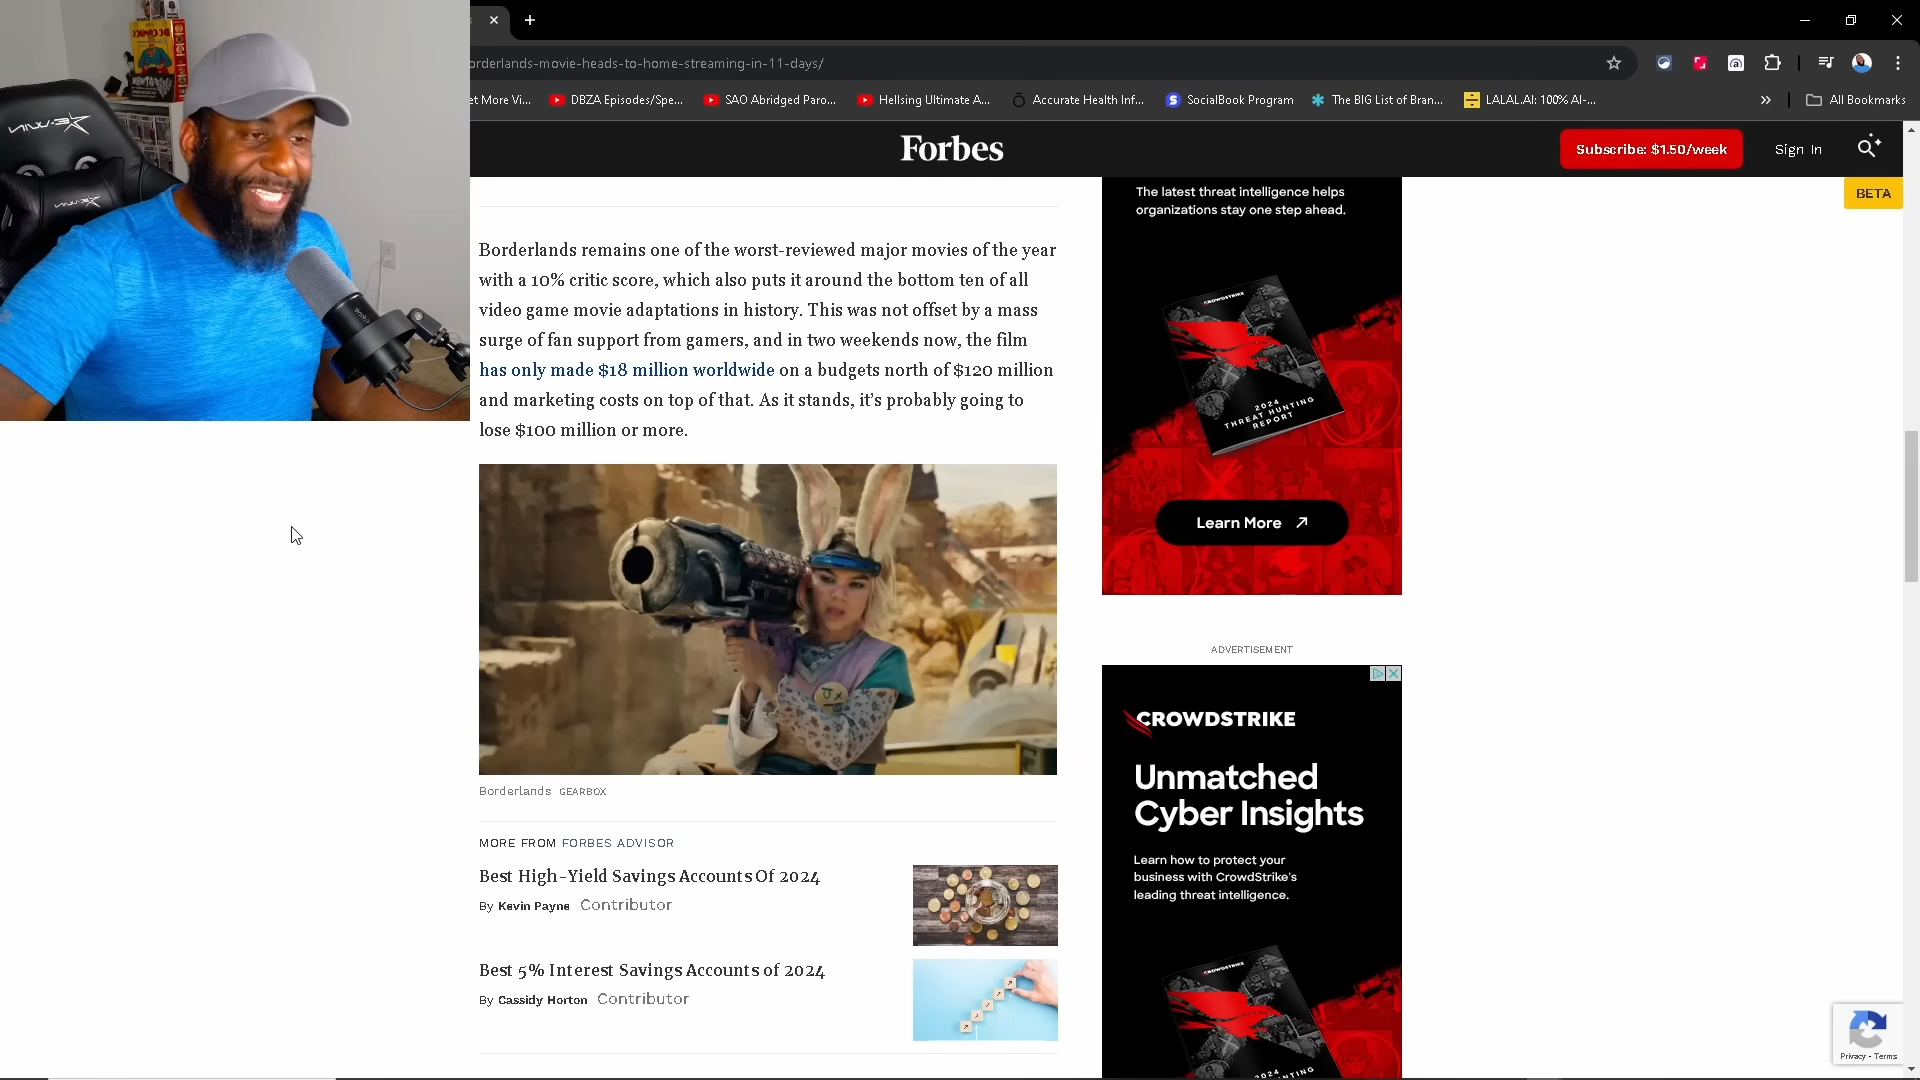 orderlands-movie-heads-to-home-streaming-in-11-days/
et More Vi...
DBZA Episodes/Spe...
SAO Abridged Paro...
Hellsing Ultimate A...
Accurate Health Inf...
SocialBook Program
The BIG List of Bran...
LALAL.AI: 100% AI-...
All Bookmarks
Forbes
Subscribe: $1.50/week
Sign In
BETA
Borderlands remains one of the worst-reviewed major movies of the year
with a 10% critic score, which also puts it around the bottom ten of all
video game movie adaptations in history. This was not offset by a mass
surge of fan support from gamers, and in two weekends now, the film
has only made $18 million worldwide on a budgets north of $120 million
and marketing costs on top of that. As it stands, it's probably going to
lose $100 million or more.
Borderlands GEARBOX
MORE FROM FORBES ADVISOR
Best High-Yield Savings Accounts Of 2024
By Kevin Payne Contributor
Best 5% Interest Savings Accounts of 2024
By Cassidy Horton Contributor
The latest threat intelligence helps
organizations stay one step ahead.
CROWDSTRIKE
2024
THREAT HUNTING
REPORT
Learn More
ADVERTISEMENT
CROWDSTRIKE
Unmatched
Cyber Insights
Learn how to protect your
business with CrowdStrike's
leading threat intelligence.
CROWDSTRIKE
2024
THREAT HUNTING
Privacy - Terms